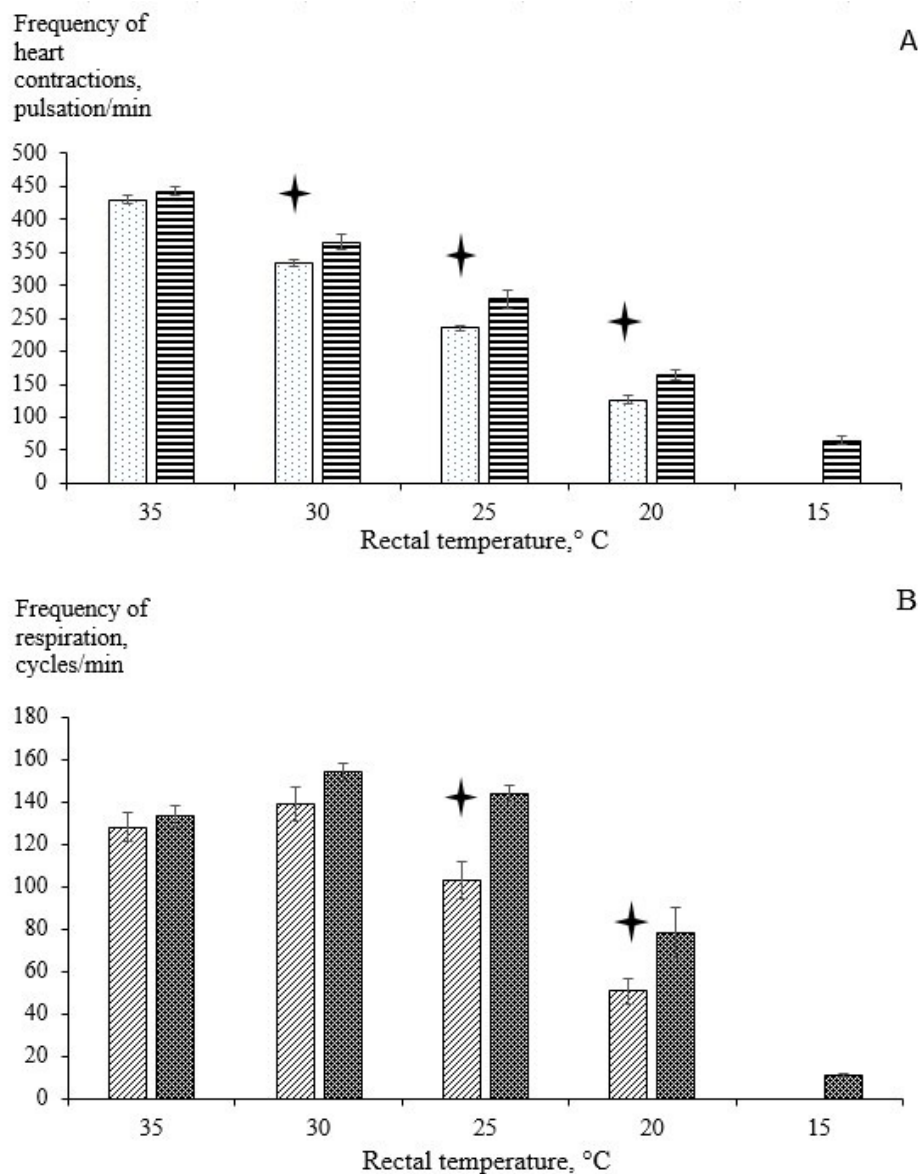 Frequency of
heart
contractions,
pulsation/min
A
500
450
400
350
300
250
200
150
100
50
0
35 30 25 20 15
Rectal temperature,° C
Frequency of
respiration,
cycles/min
B
180
160
140
120
100
80
60
40
20
0
35 30 25 20 15
Rectal temperature, °C